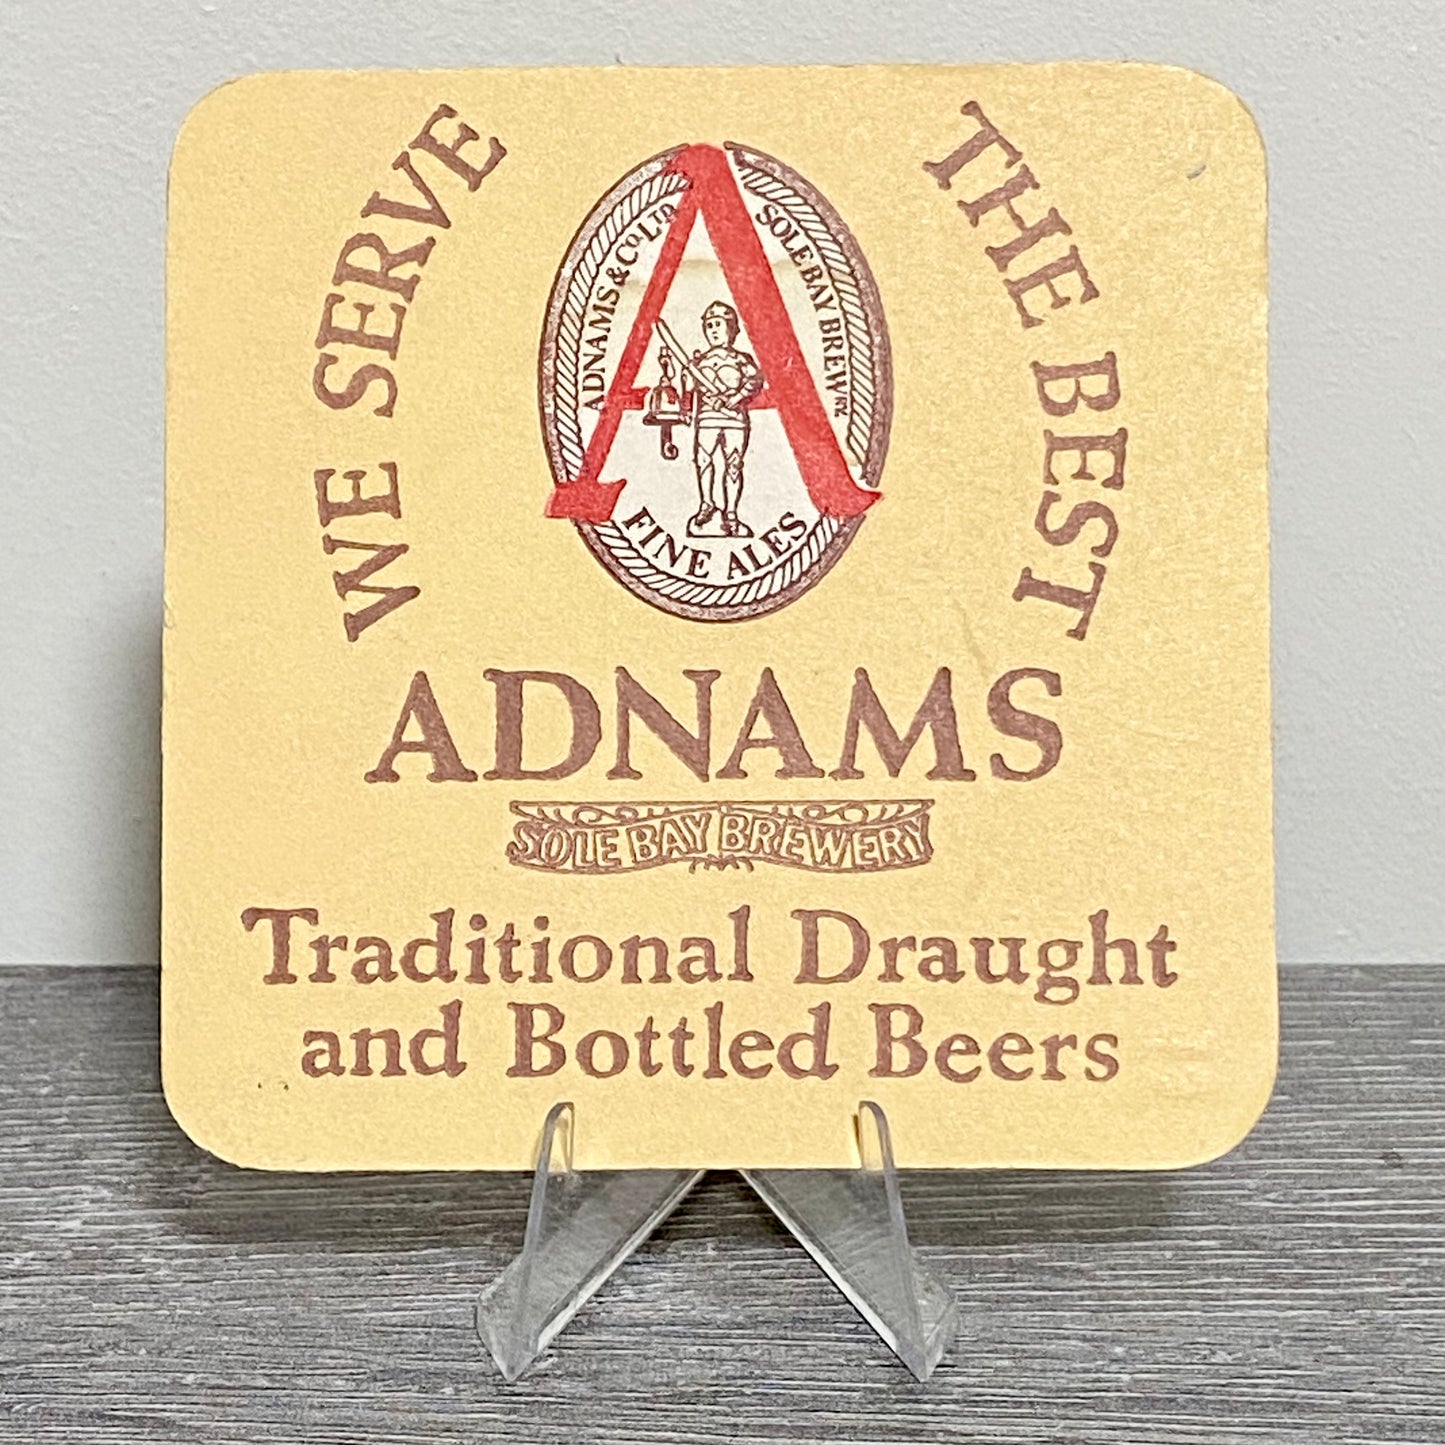 WE SERVE
THE BEST
ADNAMS & CO LTD
SOLE BAY BREWRY
FINE ALES
ADNAMS
SOLE BAY BREWERY
Traditional Draught
and Bottled Beers